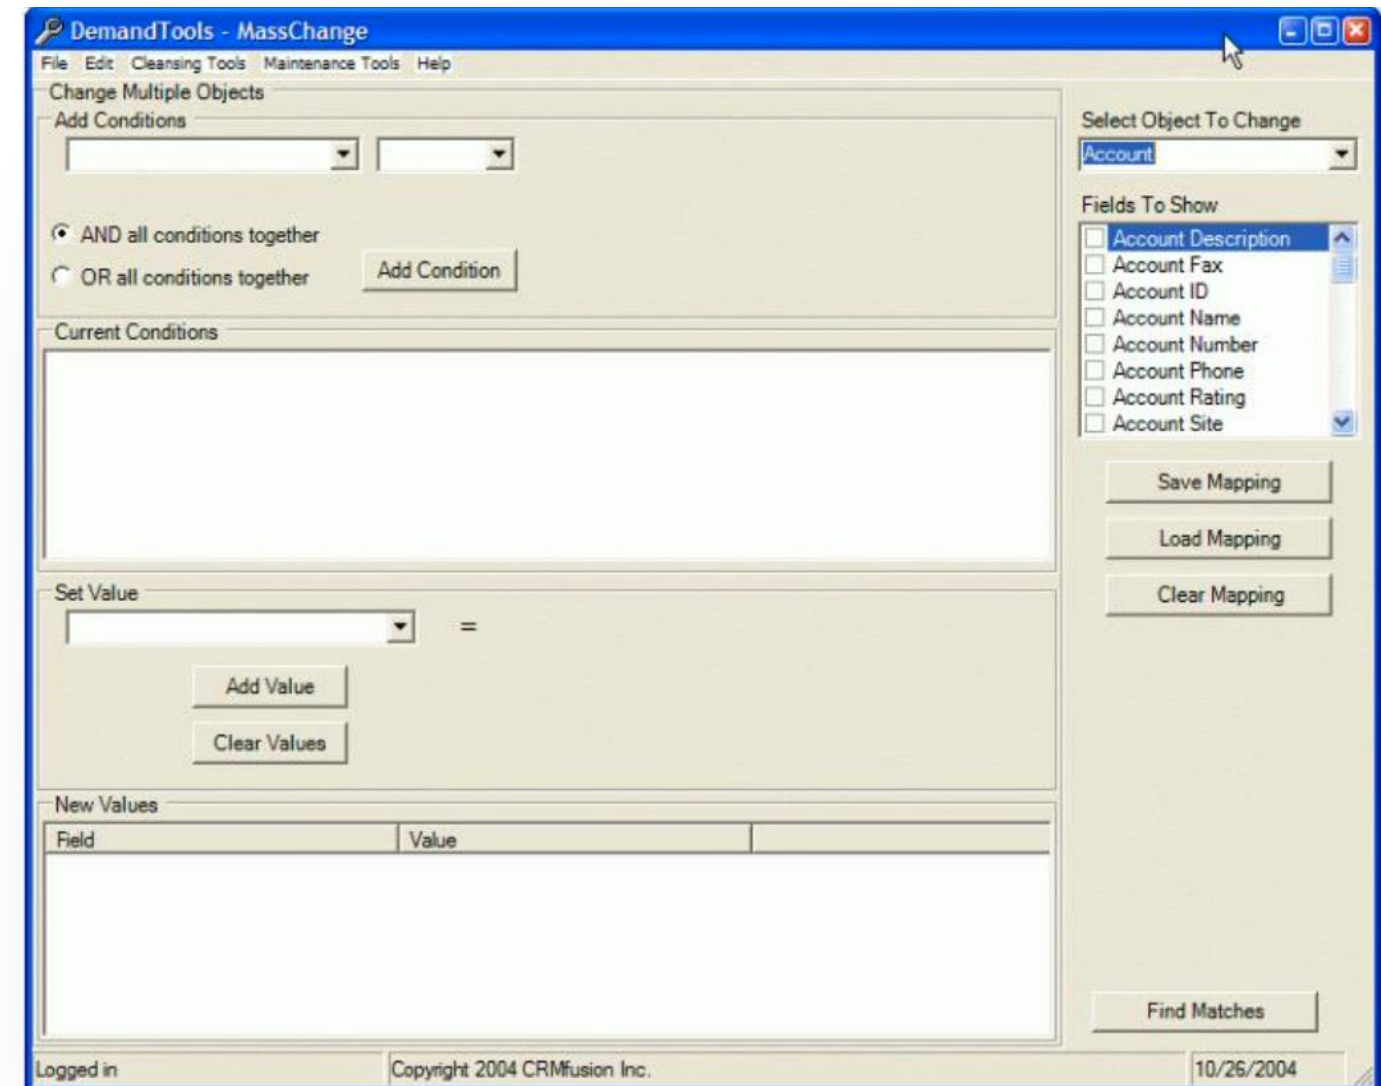 DemandTools - MassChange
File Edit Cleansing Tools Maintenance Tools Help
Change Multiple Objects
Add Conditions
AND all conditions together
OR all conditions together
Add Condition
Current Conditions
Set Value
=
Add Value
Clear Values
New Values
Field Value
Select Object To Change
Account
Fields To Show
Account Description
Account Fax
Account ID
Account Name
Account Number
Account Phone
Account Rating
Account Site
Save Mapping
Load Mapping
Clear Mapping
Find Matches
Logged in Copyright 2004 CRMfusion Inc. 10/26/2004